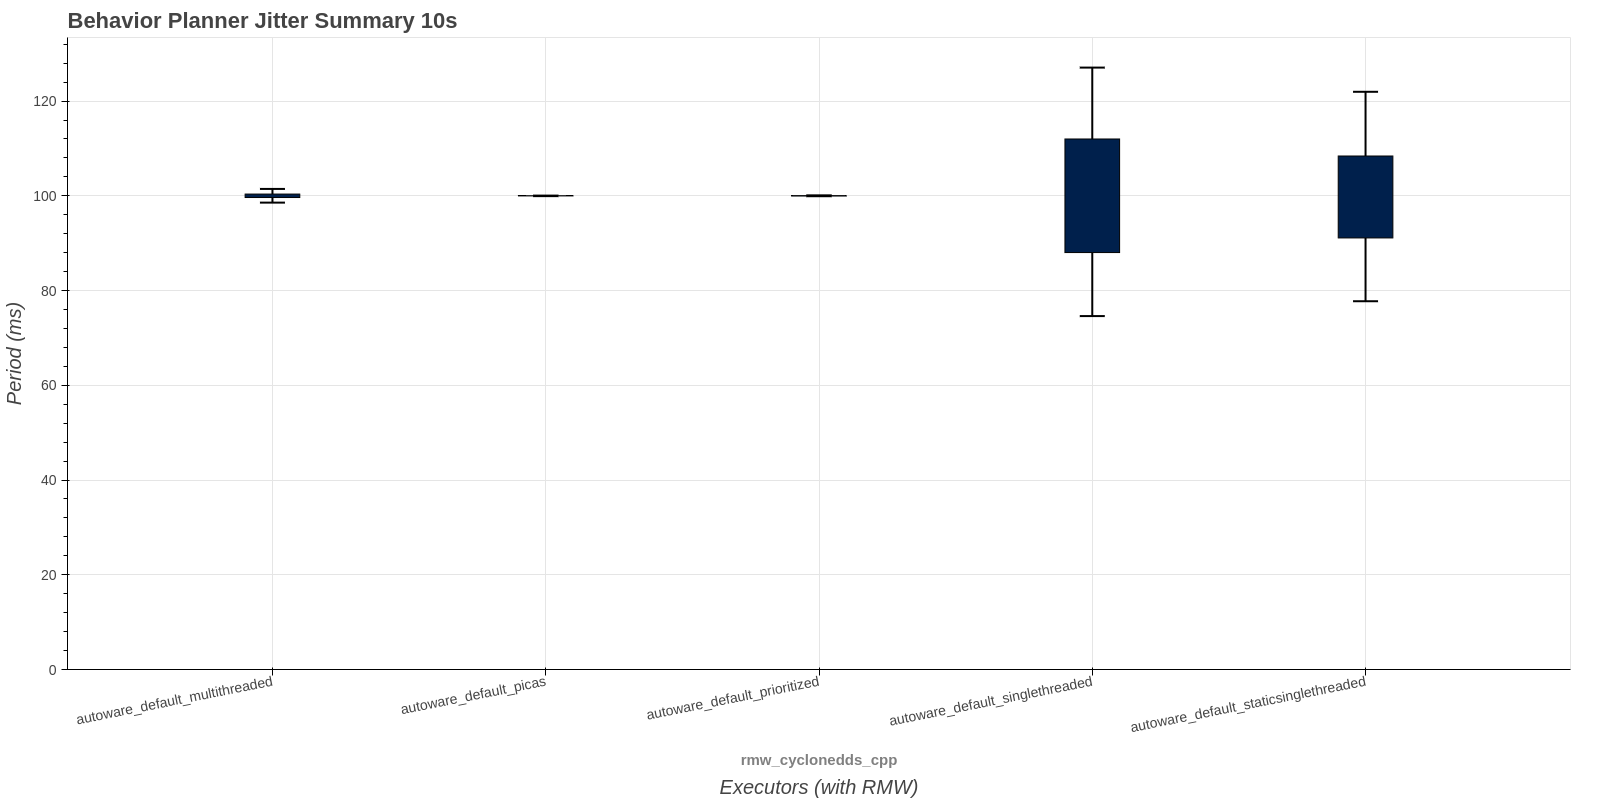 Behavior Planner Jitter Summary 10s
Period (ms)
120
100
80
60
40
20
0
autoware_default_multithreaded
autoware_default_picas
autoware_default_prioritized
autoware_default_singlethreaded
autoware_default_staticsinglethreaded
rmw_cyclonedds_cpp
Executors (with RMW)